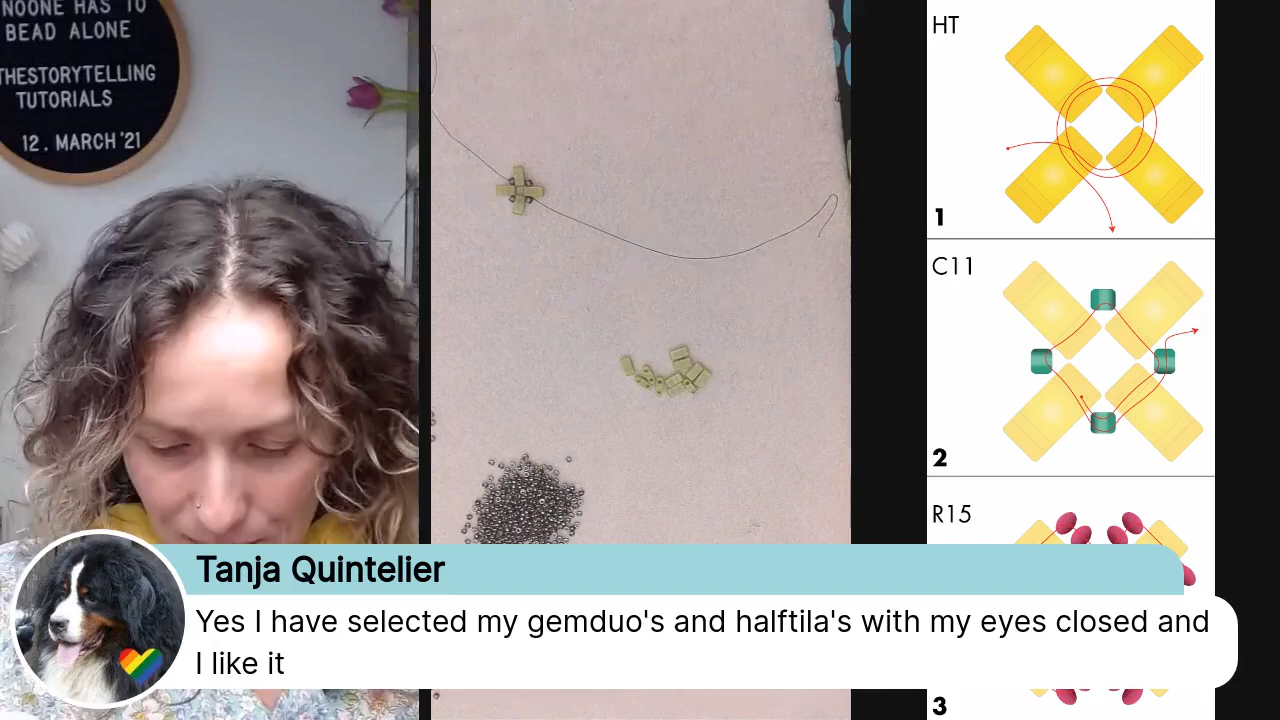 NOONE HAS TO
BEAD ALONE
THESTORYTELLING
TUTORIALS
12. MARCH '21
HT
1
C11
2
R15
3
Tanja Quintelier
Yes I have selected my gemduo's and halftila's with my eyes closed and
I like it